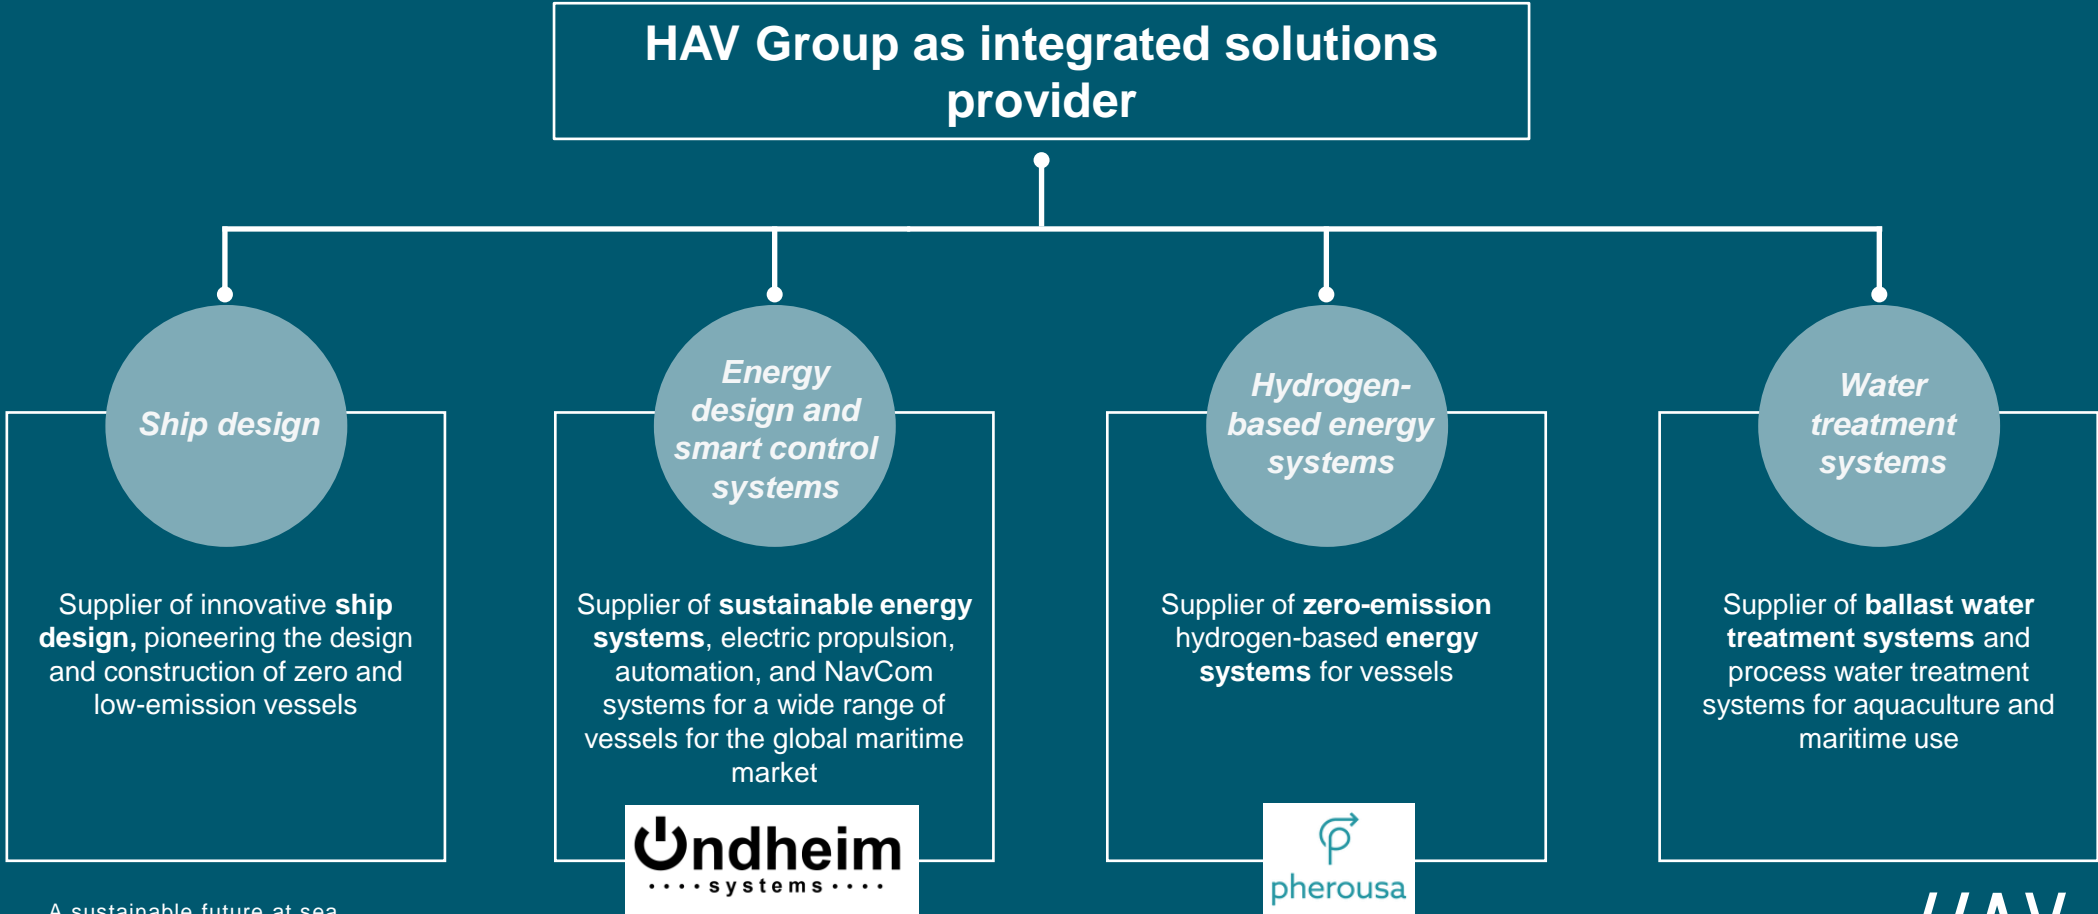 HAV Group as integrated solutions
provider
Ship design
Energy
design and
smart control
systems
Hydrogen-
based energy
systems
Water
treatment
systems
Supplier of innovative ship
design, pioneering the design
and construction of zero and
low-emission vessels
Supplier of sustainable energy
systems, electric propulsion,
automation, and NavCom
systems for a wide range of
vessels for the global maritime
market
Supplier of zero-emission
hydrogen-based energy
systems for vessels
Supplier of ballast water
treatment systems and
process water treatment
systems for aquaculture and
maritime use
Undheim
systems
pherousa
A sustainable future at sea
HAV